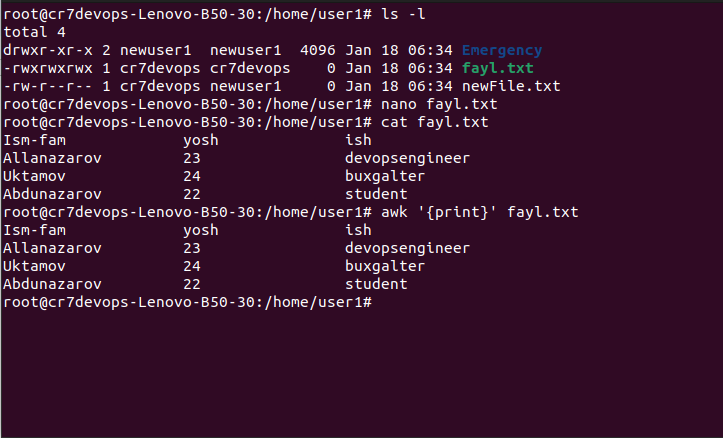 root@cr7devops-Lenovo-B50-30:/home/user1# ls -l
total 4
drwxr-xr-x 2 newuser1  newuser1  4096 Jan 18 06:34 Emergency
-rwxrwxrwx 1 cr7devops cr7devops    0 Jan 18 06:34 fayl.txt
-rw-r--r-- 1 cr7devops newuser1     0 Jan 18 06:34 newFile.txt
root@cr7devops-Lenovo-B50-30:/home/user1# nano fayl.txt
root@cr7devops-Lenovo-B50-30:/home/user1# cat fayl.txt
Ism-fam             yosh              ish
Allanazarov         23                devopsengineer
Uktamov             24                buxgalter
Abdunazarov         22                student
root@cr7devops-Lenovo-B50-30:/home/user1# awk '{print}' fayl.txt
Ism-fam             yosh              ish
Allanazarov         23                devopsengineer
Uktamov             24                buxgalter
Abdunazarov         22                student
root@cr7devops-Lenovo-B50-30:/home/user1#